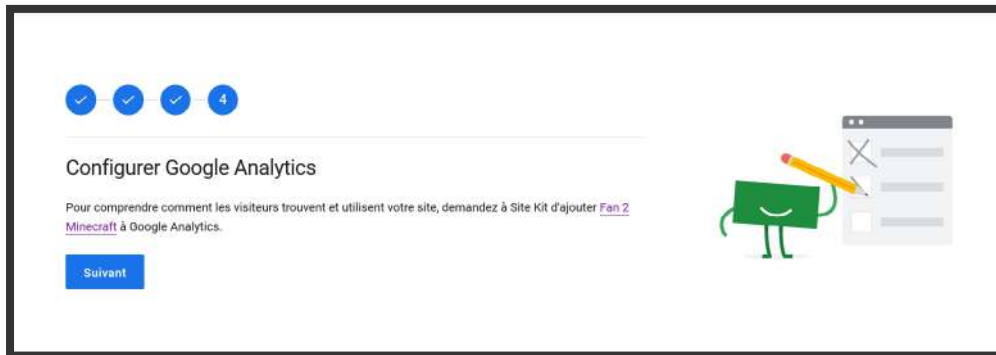 4
Configurer Google Analytics
Pour comprendre comment les visiteurs trouvent et utilisent votre site, demandez à Site Kit d'ajouter Fan 2
Minecraft à Google Analytics.
Suivant